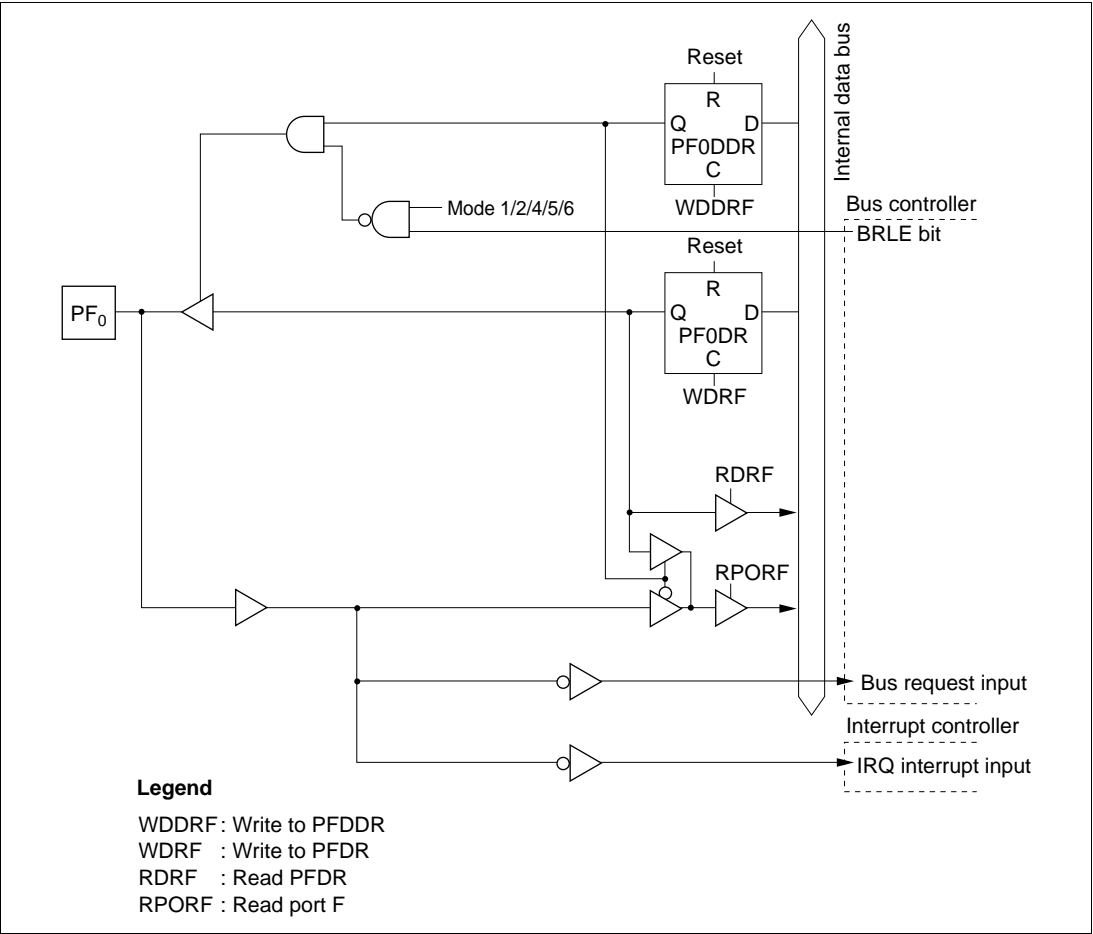 Reset
Internal data bus
R
Q D
PF0DDR
C
WDDRF
Bus controller
Mode 1/2/4/5/6
BRLE bit
Reset
R
Q D
PF0DR
C
WDRF
PF0
RDRF
RPORF
Bus request input
Interrupt controller
IRQ interrupt input
Legend
WDDRF : Write to PFDDR
WDRF : Write to PFDR
RDRF : Read PFDR
RPORF : Read port F